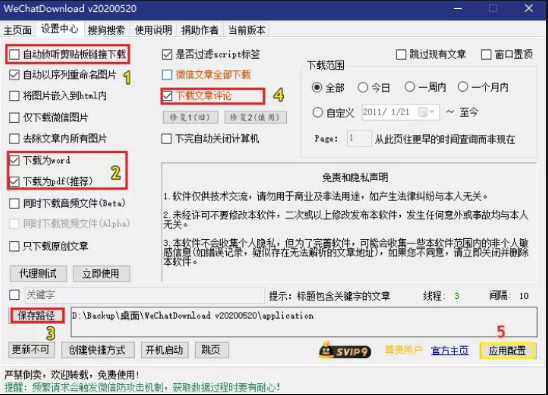 WeChatDownload v20200520
主页面 设置中心 搜狗搜索 使用说明 捐助作者 当前版本
自动侦听剪贴板链接下载 是否过滤script标签 下载范围 跳过现有文章 窗口置顶
自动以序列重命名图片 1 微信文章全部下载 全部 今日 一周内 一个月内
将图片嵌入到html内 下载文章评论 4 自定义 2011/ 1/21 ~ 至今
仅下载微信图片 修复1(旧) 修复2(值用) Page: 1 从此页往更早的时间查询而非现在
去除文章内所有图片 下完自动关闭计算机
下载为word 2
下载为pdf(推荐)
同时下载音频文件(Beta)
同时下载视频文件(Alpha)
只下载原创文章
代理测试 立即使用
免责和隐私声明
1.软件仅供技术交流，请勿用于商业及非法用途，如产生法律纠纷与本人无关。
2.未经许可不要修改本软件，二次或以上修改发布本软件，发生任何意外或事故均与本人无关。
3.本软件不会收集个人隐私，但为了完善软件，可能会收集一些本软件范围内的非个人敏感信息(如错误记录，疑似存在无法解析的文章地址)，如果您不同意，请立即关闭并删除本软件。
关键字 提示：标题包含关键字的文章 线程: 3 间隔: 10
保存路径 D:\Backup\桌面\WeChatDownload v20200520\application
3 5
更新不可 创建快捷方式 开机启动 跳页 SVIP9 尊贵用户 官方主页 应用配置
严禁倒卖，欢迎转载，免费使用!
提醒：频繁请求会触发微信防攻击机制，获取数据过程时要有耐心!